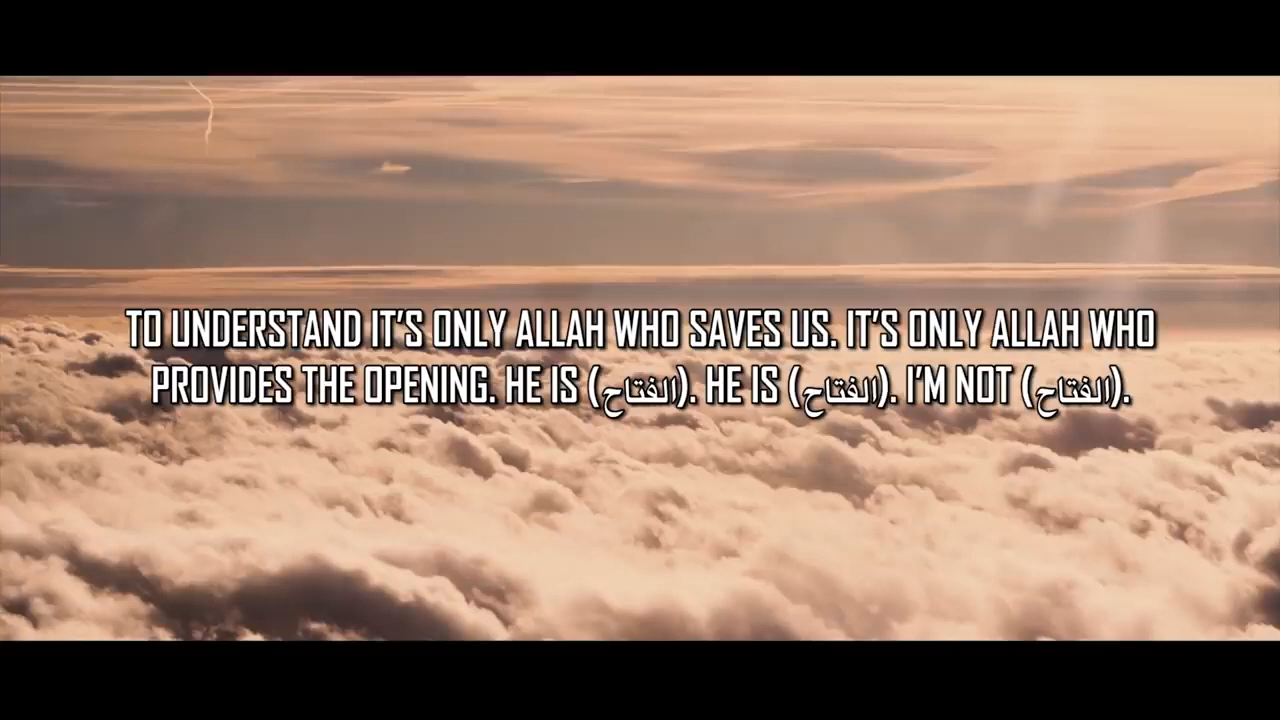 TO UNDERSTAND IT'S ONLY ALLAH WHO SAVES US. IT'S ONLY ALLAH WHO
PROVIDES THE OPENING. HE IS (الفتاح). HE IS (الفتاح). I'M NOT (الفتاح).